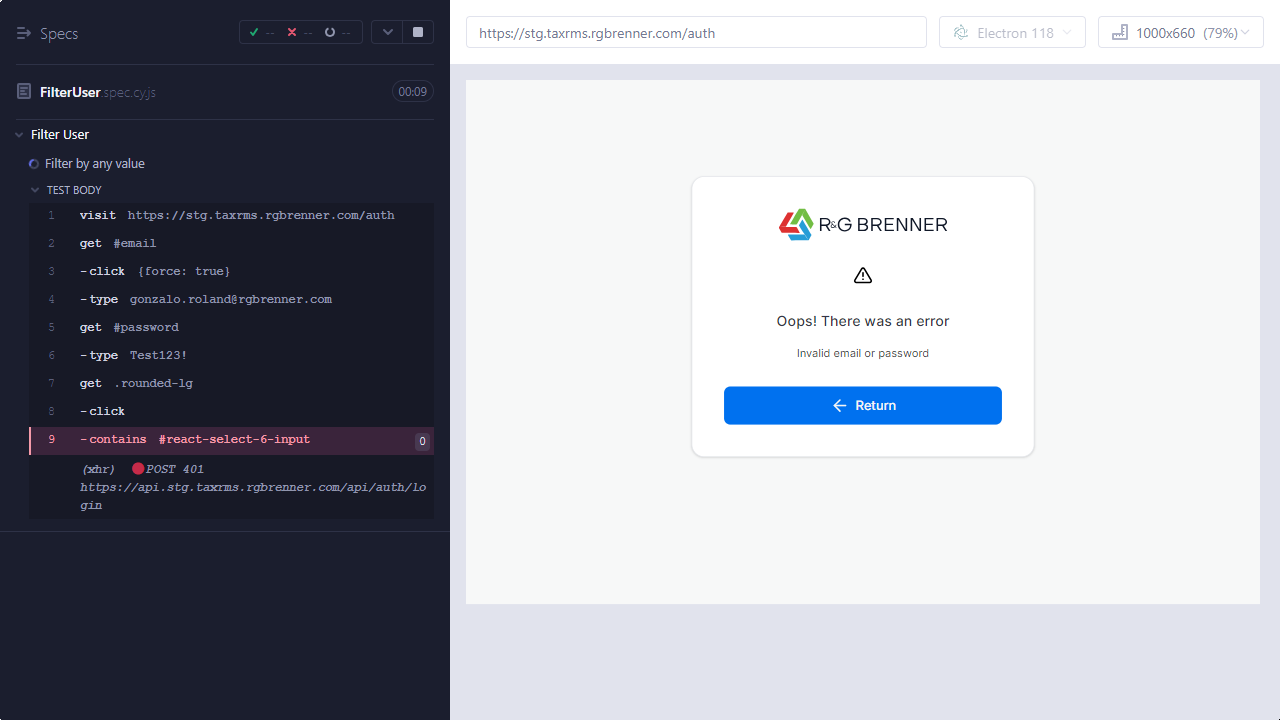 Specs
-- -- --
https://stg.taxrms.rgbrenner.com/auth
Electron 118
1000x660 (79%)
FilterUser.spec.cy.js
00:09
Filter User
Filter by any value
TEST BODY
1 visit https://stg.taxrms.rgbrenner.com/auth
2 get #email
3 -click {force: true}
4 -type gonzalo.roland@rgbrenner.com
5 get #password
6 -type Test123!
7 get .rounded-lg
8 -click
9 -contains #react-select-6-input 0
(xhr) POST 401
https://api.stg.taxrms.rgbrenner.com/api/auth/lo
gin
R&G BRENNER
Oops! There was an error
Invalid email or password
Return